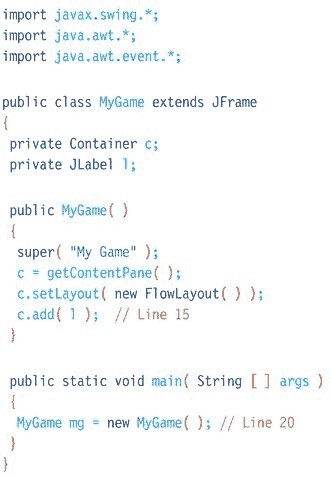 import javax.swing.*;
import java.awt.*;
import java.awt.event.*;
public class MyGame extends JFrame
{
private Container c;
private JLabel l;
public MyGame( )
{
super( "My Game" );
c = getContentPane( );
c.setLayout( new FlowLayout( ) );
c.add( l ); // Line 15
}
public static void main( String [ ] args )
{
MyGame mg = new MyGame( ); // Line 20
}
}